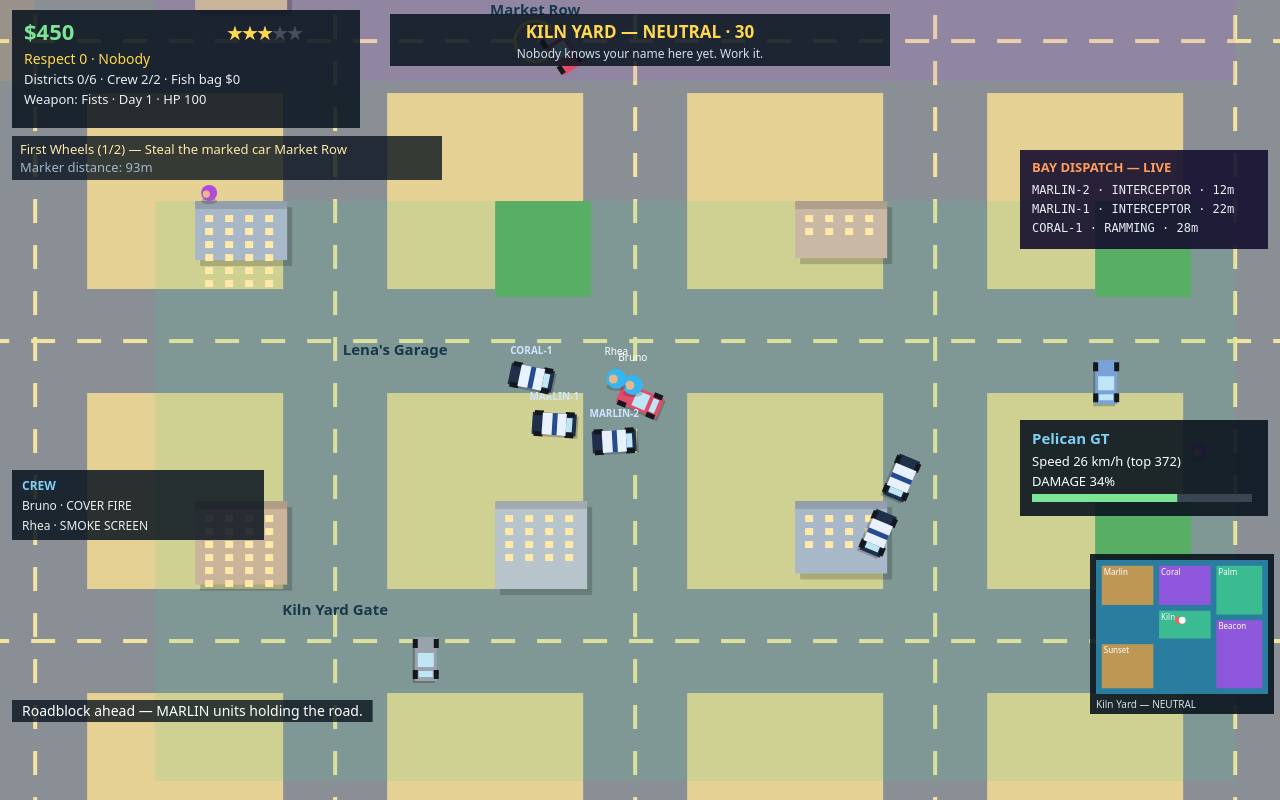 Market Row
$450
★★★★★
Respect 0 · Nobody
Districts 0/6 · Crew 2/2 · Fish bag $0
Weapon: Fists · Day 1 · HP 100
KILN YARD — NEUTRAL · 30
Nobody knows your name here yet. Work it.
First Wheels (1/2) — Steal the marked car Market Row
Marker distance: 93m
BAY DISPATCH — LIVE
MARLIN-2 · INTERCEPTOR · 12m
MARLIN-1 · INTERCEPTOR · 22m
CORAL-1 · RAMMING · 28m
Lena's Garage
CORAL-1
Rhea
Bruno
MARLIN-1
MARLIN-2
Pelican GT
Speed 26 km/h (top 372)
DAMAGE 34%
CREW
Bruno · COVER FIRE
Rhea · SMOKE SCREEN
Kiln Yard Gate
Marlin
Coral
Palm
Kiln
Beacon
Sunset
Kiln Yard — NEUTRAL
Roadblock ahead — MARLIN units holding the road.